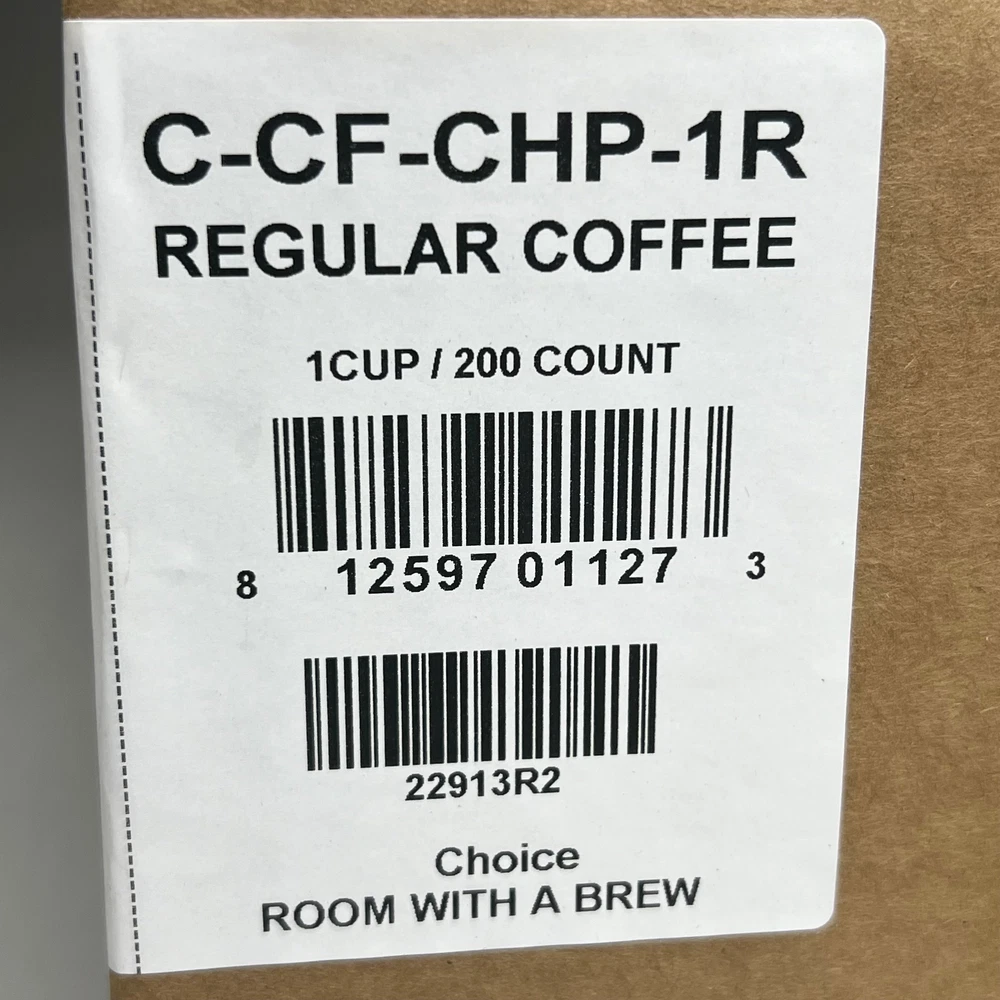 C-CF-CHP-1R
REGULAR COFFEE
1CUP / 200 COUNT
8 12597 01127 3
22913R2
Choice
ROOM WITH A BREW